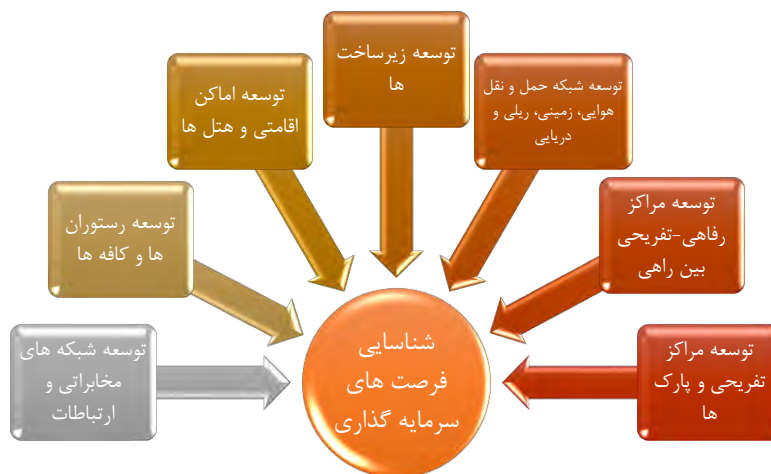 توسعه زیرساخت
ها
توسعه شبکه حمل و نقل
هوایی، زمینی، ریلی و
دریایی
توسعه اماکن
اقامتی و هتل ها
توسعه مراکز
رفاهی-تفریحی
بین راهی
توسعه رستوران
ها و کافه ها
توسعه مراکز
تفریحی و پارک
ها
توسعه شبکه های
مخابراتی و
ارتباطات
شناسایی
فرصت های
سرمایه گذاری